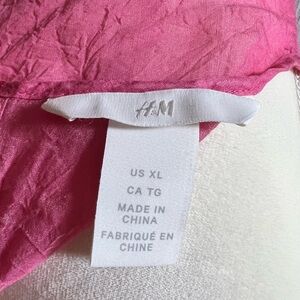 H&M
US XL
CA TG
MADE IN
CHINA
FABRIQUÉ EN
CHINE